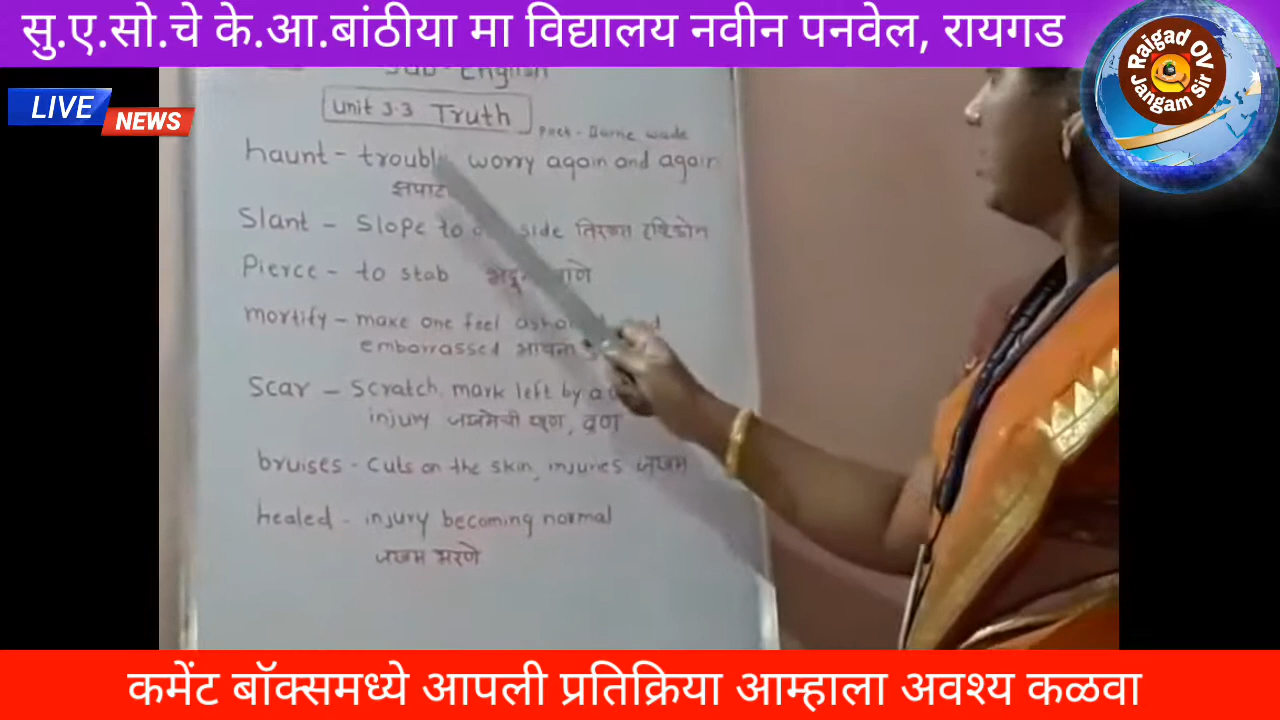 सु.ए.सो.चे के.आ.बांठीया मा विद्यालय नवीन पनवेल, रायगड
Raigad OV
Jangam Sir
LIVE
NEWS
Sub - English
Unit 3.3 Truth
haunt - trouble worry again and again
Slant - Slope to side
Pierce - to stab
mortify - make one feel
embarrassed
Scar - Scratch, mark left by a
injury जखमेची खूण, व्रण
bruises - Cuts on the skin, injuries जखम
healed - injury becoming normal
जखम भरणे
कमेंट बॉक्समध्ये आपली प्रतिक्रिया आम्हाला अवश्य कळवा